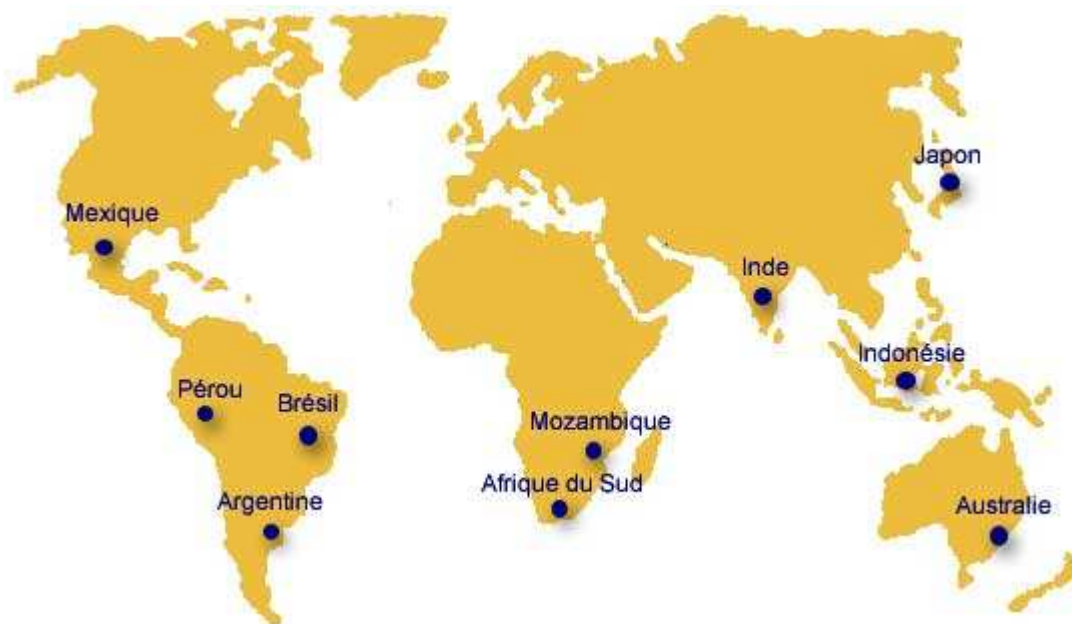 Japon
Mexique
Inde
Indonésie
Pérou
Brésil
Mozambique
Afrique du Sud
Argentine
Australie